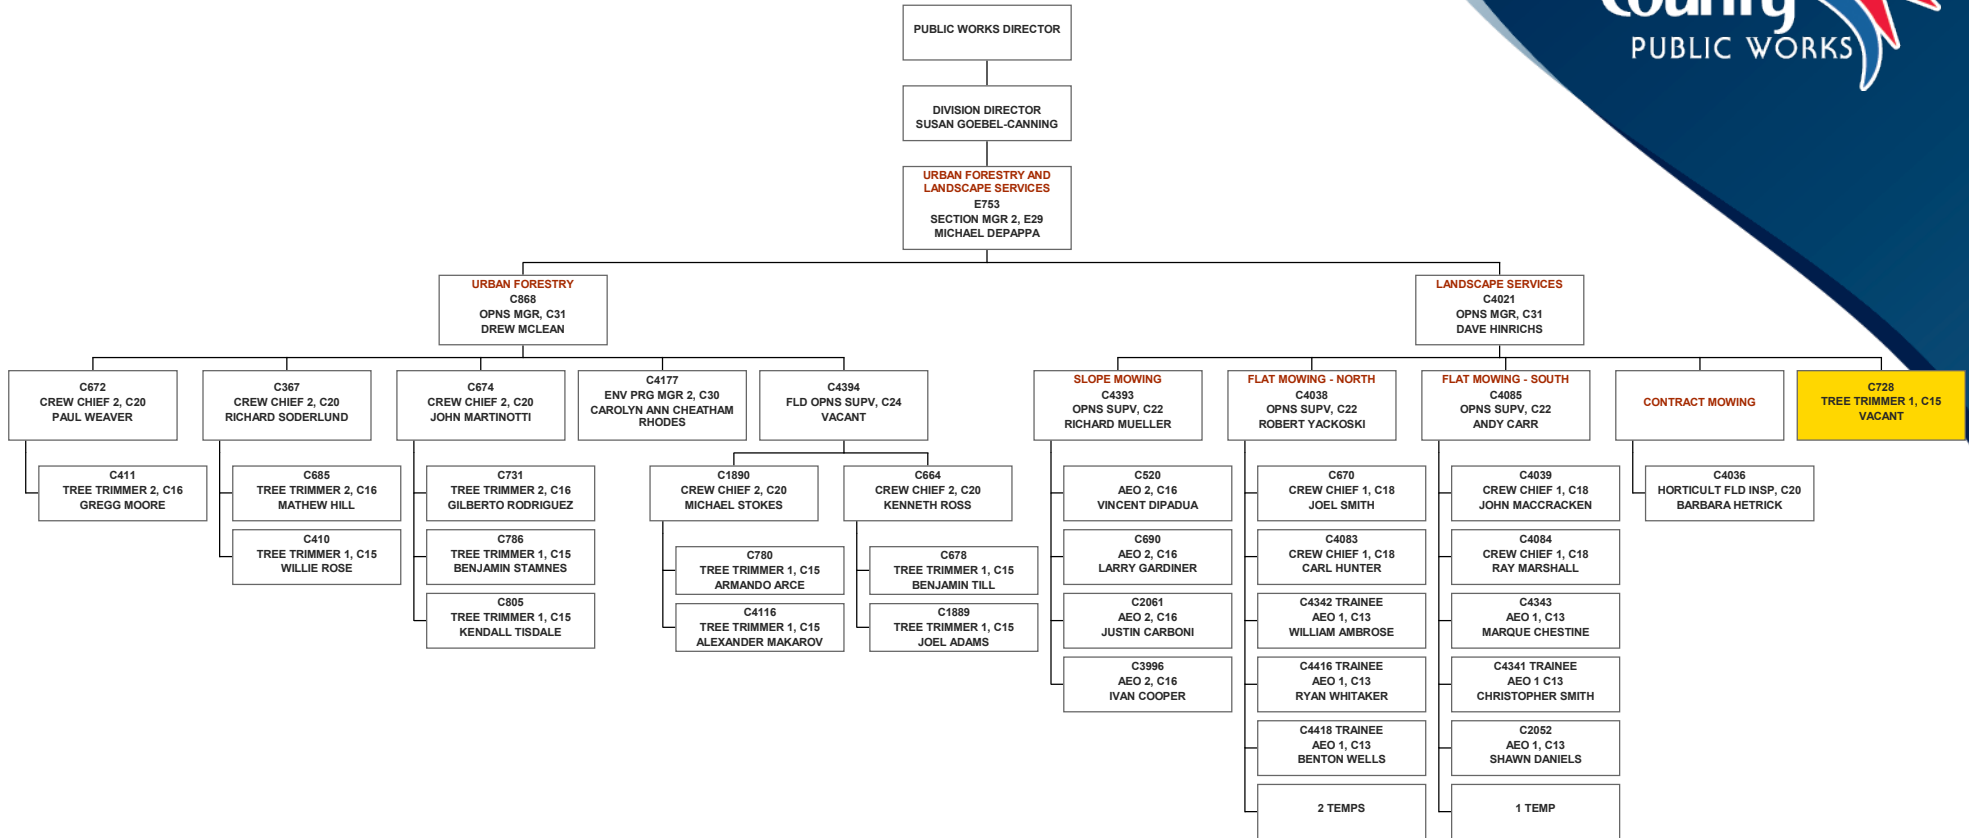 County
PUBLIC WORKS
PUBLIC WORKS DIRECTOR
DIVISION DIRECTOR
SUSAN GOEBEL-CANNING
URBAN FORESTRY AND
LANDSCAPE SERVICES
E753
SECTION MGR 2, E29
MICHAEL DEPAPPA
URBAN FORESTRY
C868
OPNS MGR, C31
DREW MCLEAN
LANDSCAPE SERVICES
C4021
OPNS MGR, C31
DAVE HINRICHS
C672
CREW CHIEF 2, C20
PAUL WEAVER
C367
CREW CHIEF 2, C20
RICHARD SODERLUND
C674
CREW CHIEF 2, C20
JOHN MARTINOTTI
C4177
ENV PRG MGR 2, C30
CAROLYN ANN CHEATHAM
RHODES
C4394
FLD OPNS SUPV, C24
VACANT
SLOPE MOWING
C4393
OPNS SUPV, C22
RICHARD MUELLER
FLAT MOWING - NORTH
C4038
OPNS SUPV, C22
ROBERT YACKOSKI
FLAT MOWING - SOUTH
C4085
OPNS SUPV, C22
ANDY CARR
CONTRACT MOWING
C728
TREE TRIMMER 1, C15
VACANT
C411
TREE TRIMMER 2, C16
GREGG MOORE
C685
TREE TRIMMER 2, C16
MATHEW HILL
C410
TREE TRIMMER 1, C15
WILLIE ROSE
C731
TREE TRIMMER 2, C16
GILBERTO RODRIGUEZ
C786
TREE TRIMMER 1, C15
BENJAMIN STAMNES
C805
TREE TRIMMER 1, C15
KENDALL TISDALE
C1890
CREW CHIEF 2, C20
MICHAEL STOKES
C780
TREE TRIMMER 1, C15
ARMANDO ARCE
C4116
TREE TRIMMER 1, C15
ALEXANDER MAKAROV
C664
CREW CHIEF 2, C20
KENNETH ROSS
C678
TREE TRIMMER 1, C15
BENJAMIN TILL
C1889
TREE TRIMMER 1, C15
JOEL ADAMS
C520
AEO 2, C16
VINCENT DIPADUA
C690
AEO 2, C16
LARRY GARDINER
C2061
AEO 2, C16
JUSTIN CARBONI
C3996
AEO 2, C16
IVAN COOPER
C670
CREW CHIEF 1, C18
JOEL SMITH
C4083
CREW CHIEF 1, C18
CARL HUNTER
C4342 TRAINEE
AEO 1, C13
WILLIAM AMBROSE
C4416 TRAINEE
AEO 1, C13
RYAN WHITAKER
C4418 TRAINEE
AEO 1, C13
BENTON WELLS
2 TEMPS
C4039
CREW CHIEF 1, C18
JOHN MACCRACKEN
C4084
CREW CHIEF 1, C18
RAY MARSHALL
C4343
AEO 1, C13
MARQUE CHESTINE
C4341 TRAINEE
AEO 1 C13
CHRISTOPHER SMITH
C2052
AEO 1, C13
SHAWN DANIELS
1 TEMP
C4036
HORTICULT FLD INSP, C20
BARBARA HETRICK